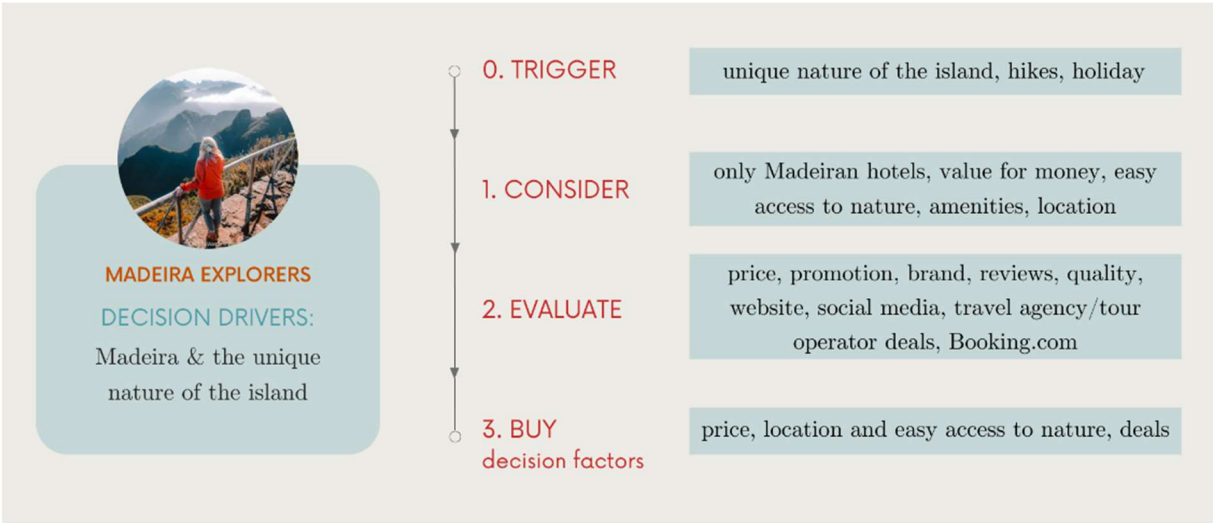 MADEIRA EXPLORERS
DECISION DRIVERS:
Madeira & the unique
nature of the island
0. TRIGGER
unique nature of the island, hikes, holiday
1. CONSIDER
only Madeiran hotels, value for money, easy
access to nature, amenities, location
2. EVALUATE
price, promotion, brand, reviews, quality,
website, social media, travel agency/tour
operator deals, Booking.com
3. BUY
decision factors
price, location and easy access to nature, deals